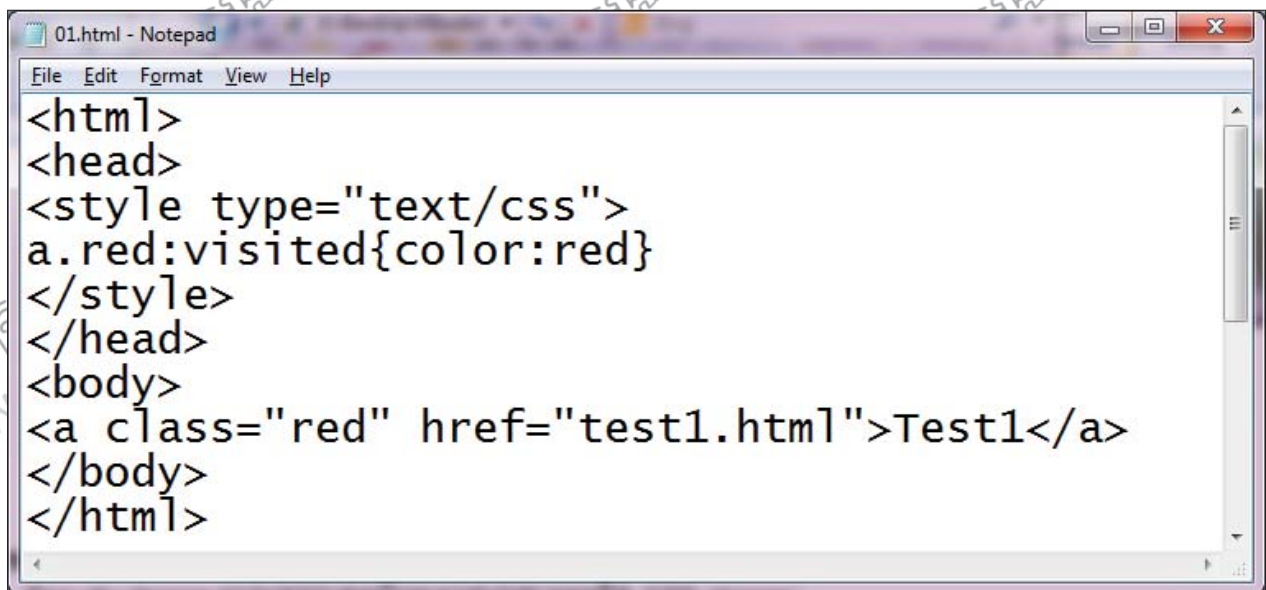 01.html - Notepad
File Edit Format View Help
<html>
<head>
<style type="text/css">
a.red:visited{color:red}
</style>
</head>
<body>
<a class="red" href="test1.html">Test1</a>
</body>
</html>